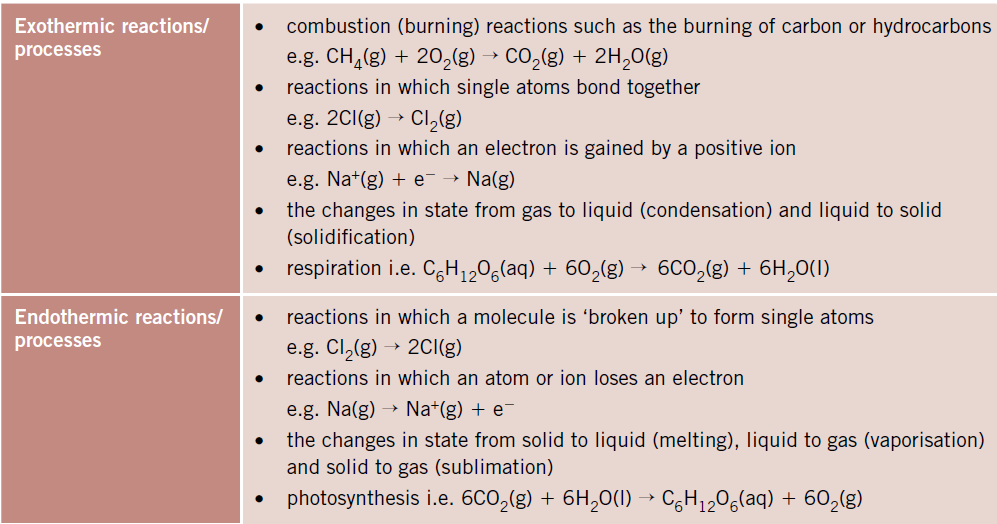 Exothermic reactions/
processes
• combustion (burning) reactions such as the burning of carbon or hydrocarbons
e.g. CH₄(g) + 2O₂(g) → CO₂(g) + 2H₂O(g)
• reactions in which single atoms bond together
e.g. 2Cl(g) → Cl₂(g)
• reactions in which an electron is gained by a positive ion
e.g. Na⁺(g) + e⁻ → Na(g)
• the changes in state from gas to liquid (condensation) and liquid to solid
(solidification)
• respiration i.e. C₆H₁₂O₆(aq) + 6O₂(g) → 6CO₂(g) + 6H₂O(l)
Endothermic reactions/
processes
• reactions in which a molecule is ‘broken up’ to form single atoms
e.g. Cl₂(g) → 2Cl(g)
• reactions in which an atom or ion loses an electron
e.g. Na(g) → Na⁺(g) + e⁻
• the changes in state from solid to liquid (melting), liquid to gas (vaporisation)
and solid to gas (sublimation)
• photosynthesis i.e. 6CO₂(g) + 6H₂O(l) → C₆H₁₂O₆(aq) + 6O₂(g)